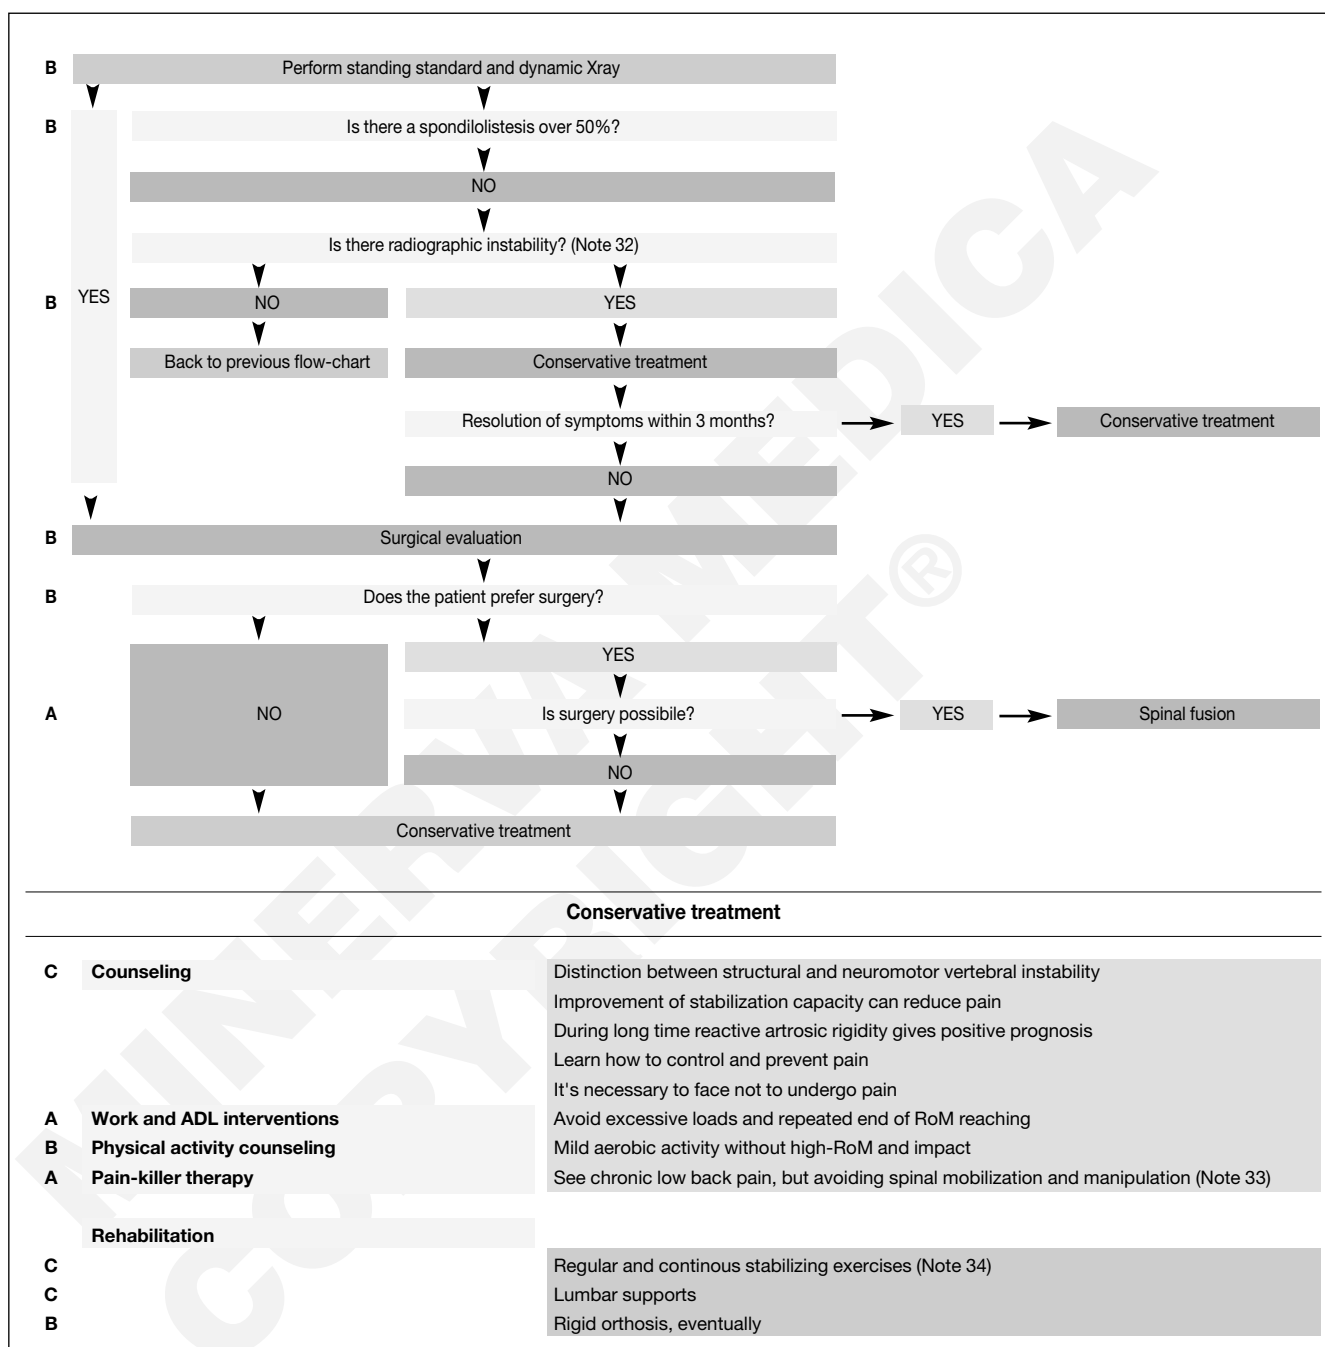 B Perform standing standard and dynamic Xray
B Is there a spondilolistesis over 50%?
NO
Is there radiographic instability? (Note 32)
B YES NO YES
Back to previous flow-chart Conservative treatment
Resolution of symptoms within 3 months? YES Conservative treatment
NO
B Surgical evaluation
B Does the patient prefer surgery?
YES
A NO Is surgery possibile? YES Spinal fusion
NO
Conservative treatment
Conservative treatment
C Counseling Distinction between structural and neuromotor vertebral instability
Improvement of stabilization capacity can reduce pain
During long time reactive artrosic rigidity gives positive prognosis
Learn how to control and prevent pain
It's necessary to face not to undergo pain
A Work and ADL interventions Avoid excessive loads and repeated end of RoM reaching
B Physical activity counseling Mild aerobic activity without high-RoM and impact
A Pain-killer therapy See chronic low back pain, but avoiding spinal mobilization and manipulation (Note 33)
Rehabilitation
C Regular and continous stabilizing exercises (Note 34)
C Lumbar supports
B Rigid orthosis, eventually
MINERVA MEDICA
COPYRIGHT®